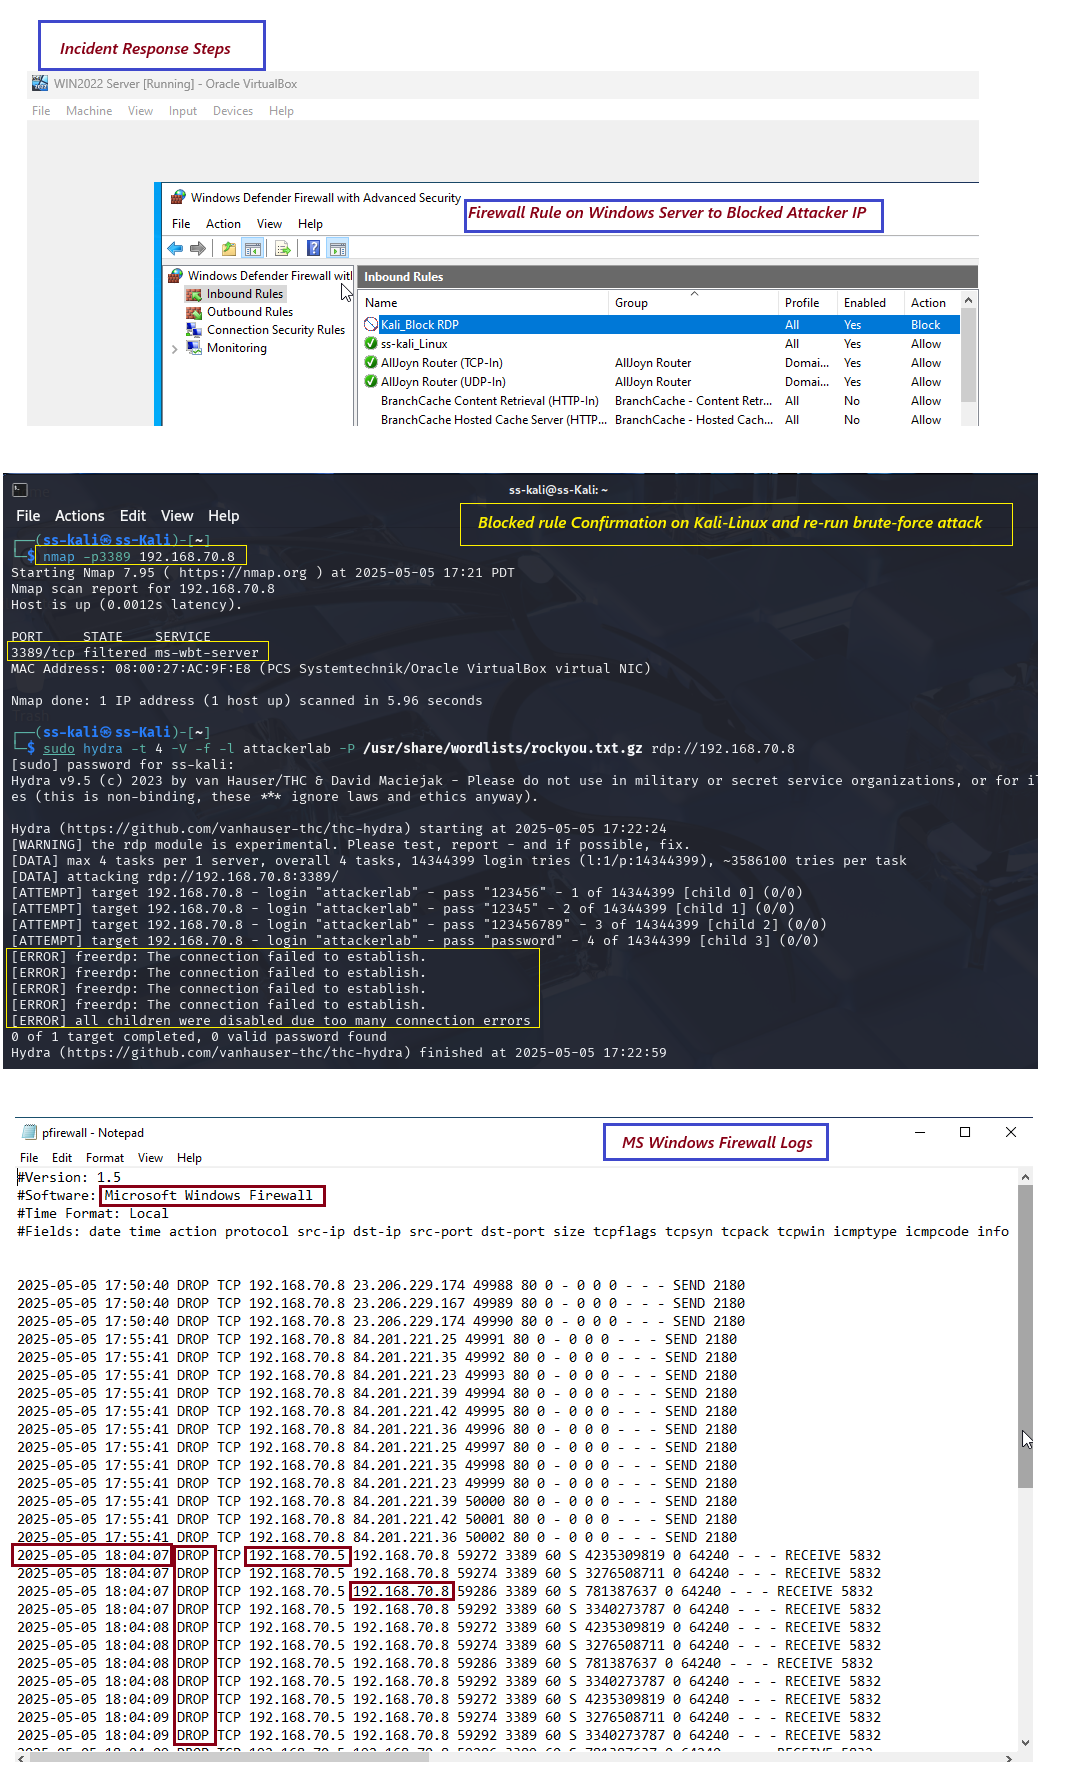 Incident Response Steps
WIN2022 Server [Running] - Oracle VirtualBox
File Machine View Input Devices Help
Windows Defender Firewall with Advanced Security
Firewall Rule on Windows Server to Blocked Attacker IP
File Action View Help
Windows Defender Firewall with
Inbound Rules
Outbound Rules
Connection Security Rules
Monitoring
Inbound Rules
Name Group Profile Enabled Action
Kali_Block RDP All Yes Block
ss-kali_Linux All Yes Allow
AllJoyn Router (TCP-In) AllJoyn Router Domai... Yes Allow
AllJoyn Router (UDP-In) AllJoyn Router Domai... Yes Allow
BranchCache Content Retrieval (HTTP-In) BranchCache - Content Retr... All No Allow
BranchCache Hosted Cache Server (HTTP... BranchCache - Hosted Cach... All No Allow
ss-kali@ss-Kali: ~
File Actions Edit View Help
Blocked rule Confirmation on Kali-Linux and re-run brute-force attack
┌──(ss-kali㉿ss-Kali)-[~]
└─$ nmap -p3389 192.168.70.8
Starting Nmap 7.95 ( https://nmap.org ) at 2025-05-05 17:21 PDT
Nmap scan report for 192.168.70.8
Host is up (0.0012s latency).
PORT STATE SERVICE
3389/tcp filtered ms-wbt-server
MAC Address: 08:00:27:AC:9F:E8 (PCS Systemtechnik/Oracle VirtualBox virtual NIC)
Nmap done: 1 IP address (1 host up) scanned in 5.96 seconds
┌──(ss-kali㉿ss-Kali)-[~]
└─$ sudo hydra -t 4 -V -f -l attackerlab -P /usr/share/wordlists/rockyou.txt.gz rdp://192.168.70.8
[sudo] password for ss-kali:
Hydra v9.5 (c) 2023 by van Hauser/THC & David Maciejak - Please do not use in military or secret service organizations, or for il
es (this is non-binding, these *** ignore laws and ethics anyway).
Hydra (https://github.com/vanhauser-thc/thc-hydra) starting at 2025-05-05 17:22:24
[WARNING] the rdp module is experimental. Please test, report - and if possible, fix.
[DATA] max 4 tasks per 1 server, overall 4 tasks, 14344399 login tries (l:1/p:14344399), ~3586100 tries per task
[DATA] attacking rdp://192.168.70.8:3389/
[ATTEMPT] target 192.168.70.8 - login "attackerlab" - pass "123456" - 1 of 14344399 [child 0] (0/0)
[ATTEMPT] target 192.168.70.8 - login "attackerlab" - pass "12345" - 2 of 14344399 [child 1] (0/0)
[ATTEMPT] target 192.168.70.8 - login "attackerlab" - pass "123456789" - 3 of 14344399 [child 2] (0/0)
[ATTEMPT] target 192.168.70.8 - login "attackerlab" - pass "password" - 4 of 14344399 [child 3] (0/0)
[ERROR] freerdp: The connection failed to establish.
[ERROR] freerdp: The connection failed to establish.
[ERROR] freerdp: The connection failed to establish.
[ERROR] freerdp: The connection failed to establish.
[ERROR] all children were disabled due too many connection errors
0 of 1 target completed, 0 valid password found
Hydra (https://github.com/vanhauser-thc/thc-hydra) finished at 2025-05-05 17:22:59
pfirewall - Notepad
MS Windows Firewall Logs
File Edit Format View Help
#Version: 1.5
#Software: Microsoft Windows Firewall
#Time Format: Local
#Fields: date time action protocol src-ip dst-ip src-port dst-port size tcpflags tcpsyn tcpack tcpwin icmptype icmpcode info
2025-05-05 17:50:40 DROP TCP 192.168.70.8 23.206.229.174 49988 80 0 - 0 0 0 - - - SEND 2180
2025-05-05 17:50:40 DROP TCP 192.168.70.8 23.206.229.167 49989 80 0 - 0 0 0 - - - SEND 2180
2025-05-05 17:50:40 DROP TCP 192.168.70.8 23.206.229.174 49990 80 0 - 0 0 0 - - - SEND 2180
2025-05-05 17:55:41 DROP TCP 192.168.70.8 84.201.221.25 49991 80 0 - 0 0 0 - - - SEND 2180
2025-05-05 17:55:41 DROP TCP 192.168.70.8 84.201.221.35 49992 80 0 - 0 0 0 - - - SEND 2180
2025-05-05 17:55:41 DROP TCP 192.168.70.8 84.201.221.23 49993 80 0 - 0 0 0 - - - SEND 2180
2025-05-05 17:55:41 DROP TCP 192.168.70.8 84.201.221.39 49994 80 0 - 0 0 0 - - - SEND 2180
2025-05-05 17:55:41 DROP TCP 192.168.70.8 84.201.221.42 49995 80 0 - 0 0 0 - - - SEND 2180
2025-05-05 17:55:41 DROP TCP 192.168.70.8 84.201.221.36 49996 80 0 - 0 0 0 - - - SEND 2180
2025-05-05 17:55:41 DROP TCP 192.168.70.8 84.201.221.25 49997 80 0 - 0 0 0 - - - SEND 2180
2025-05-05 17:55:41 DROP TCP 192.168.70.8 84.201.221.35 49998 80 0 - 0 0 0 - - - SEND 2180
2025-05-05 17:55:41 DROP TCP 192.168.70.8 84.201.221.23 49999 80 0 - 0 0 0 - - - SEND 2180
2025-05-05 17:55:41 DROP TCP 192.168.70.8 84.201.221.39 50000 80 0 - 0 0 0 - - - SEND 2180
2025-05-05 17:55:41 DROP TCP 192.168.70.8 84.201.221.42 50001 80 0 - 0 0 0 - - - SEND 2180
2025-05-05 17:55:41 DROP TCP 192.168.70.8 84.201.221.36 50002 80 0 - 0 0 0 - - - SEND 2180
2025-05-05 18:04:07 DROP TCP 192.168.70.5 192.168.70.8 59272 3389 60 S 4235309819 0 64240 - - - RECEIVE 5832
2025-05-05 18:04:07 DROP TCP 192.168.70.5 192.168.70.8 59274 3389 60 S 3276508711 0 64240 - - - RECEIVE 5832
2025-05-05 18:04:07 DROP TCP 192.168.70.5 192.168.70.8 59286 3389 60 S 781387637 0 64240 - - - RECEIVE 5832
2025-05-05 18:04:07 DROP TCP 192.168.70.5 192.168.70.8 59292 3389 60 S 3340273787 0 64240 - - - RECEIVE 5832
2025-05-05 18:04:08 DROP TCP 192.168.70.5 192.168.70.8 59272 3389 60 S 4235309819 0 64240 - - - RECEIVE 5832
2025-05-05 18:04:08 DROP TCP 192.168.70.5 192.168.70.8 59274 3389 60 S 3276508711 0 64240 - - - RECEIVE 5832
2025-05-05 18:04:08 DROP TCP 192.168.70.5 192.168.70.8 59286 3389 60 S 781387637 0 64240 - - - RECEIVE 5832
2025-05-05 18:04:08 DROP TCP 192.168.70.5 192.168.70.8 59292 3389 60 S 3340273787 0 64240 - - - RECEIVE 5832
2025-05-05 18:04:09 DROP TCP 192.168.70.5 192.168.70.8 59272 3389 60 S 4235309819 0 64240 - - - RECEIVE 5832
2025-05-05 18:04:09 DROP TCP 192.168.70.5 192.168.70.8 59274 3389 60 S 3276508711 0 64240 - - - RECEIVE 5832
2025-05-05 18:04:09 DROP TCP 192.168.70.5 192.168.70.8 59292 3389 60 S 3340273787 0 64240 - - - RECEIVE 5832